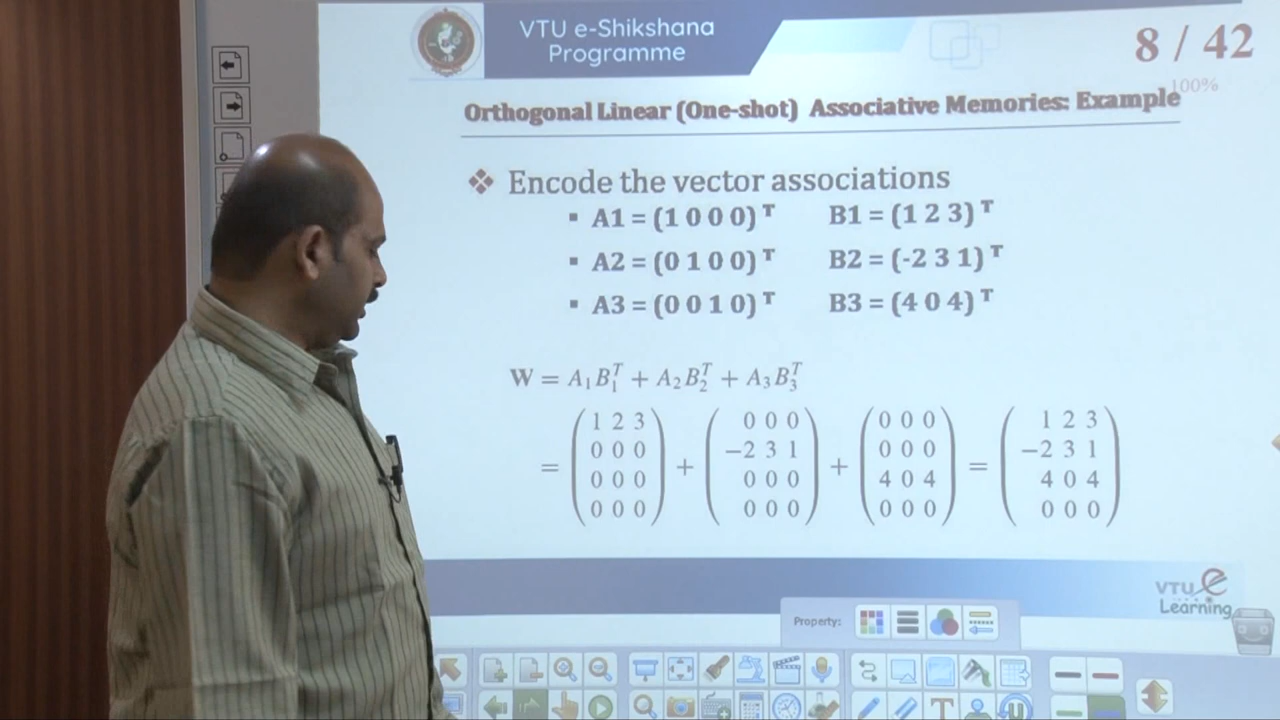 VTU e-Shikshana
Programme
8 / 42
100%
Orthogonal Linear (One-shot) Associative Memories: Example
❖ Encode the vector associations
▪ A1 = (1 0 0 0) ᵀ B1 = (1 2 3) ᵀ
▪ A2 = (0 1 0 0) ᵀ B2 = (-2 3 1) ᵀ
▪ A3 = (0 0 1 0) ᵀ B3 = (4 0 4) ᵀ
W = A₁B₁ᵀ + A₂B₂ᵀ + A₃B₃ᵀ
1 2 3 0 0 0 0 0 0 1 2 3
0 0 0 −2 3 1 0 0 0 −2 3 1
= + + =
0 0 0 0 0 0 4 0 4 4 0 4
0 0 0 0 0 0 0 0 0 0 0 0
VTU e
Learning
Property: